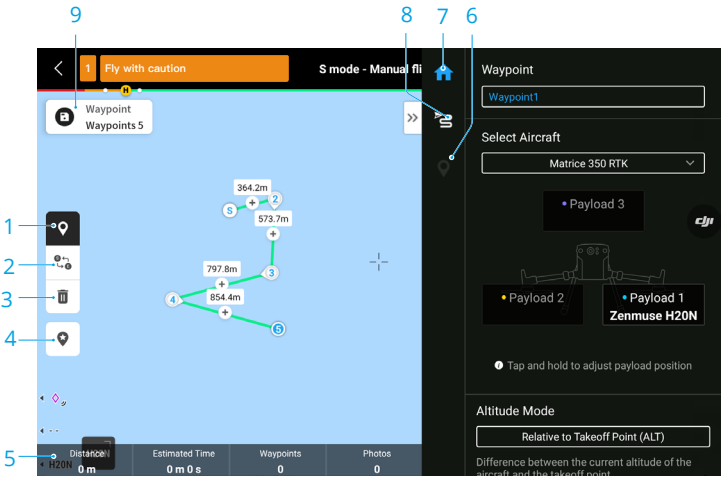 9
8
7
6
1
Fly with caution
S mode - Manual fli
H
Waypoint
Waypoints 5
Waypoint
Waypoint1
Select Aircraft
Matrice 350 RTK
Payload 3
dji
Payload 2
Payload 1
Zenmuse H20N
Tap and hold to adjust payload position
Altitude Mode
Relative to Takeoff Point (ALT)
Difference between the current altitude of the
aircraft and the takeoff point
364.2m
S
2
573.7m
797.8m
3
854.4m
4
5
1
2
3
4
5
Distance
0 m
Estimated Time
0 m 0 s
Waypoints
0
Photos
0
H20N
H20N
- -